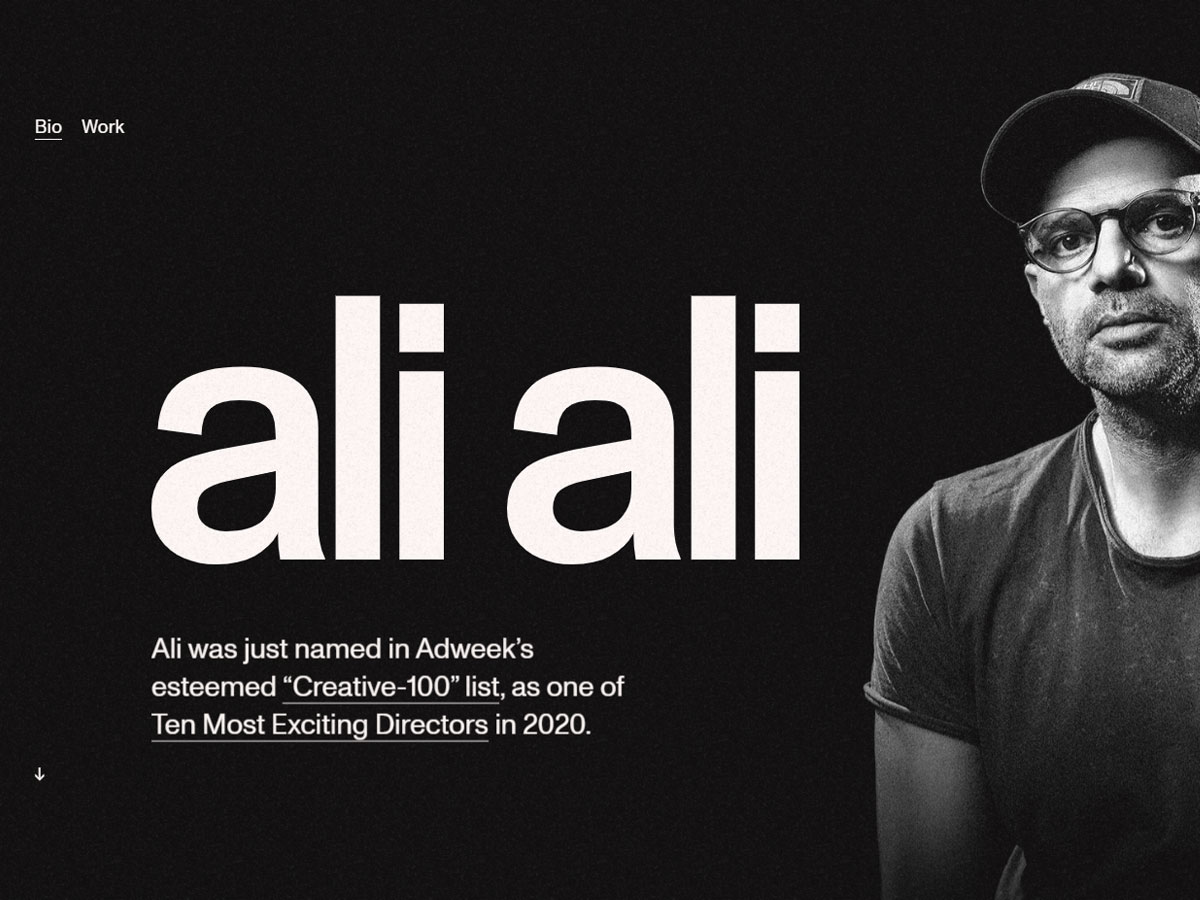 Bio Work
ali ali
Ali was just named in Adweek’s
esteemed “Creative-100” list, as one of
Ten Most Exciting Directors in 2020.